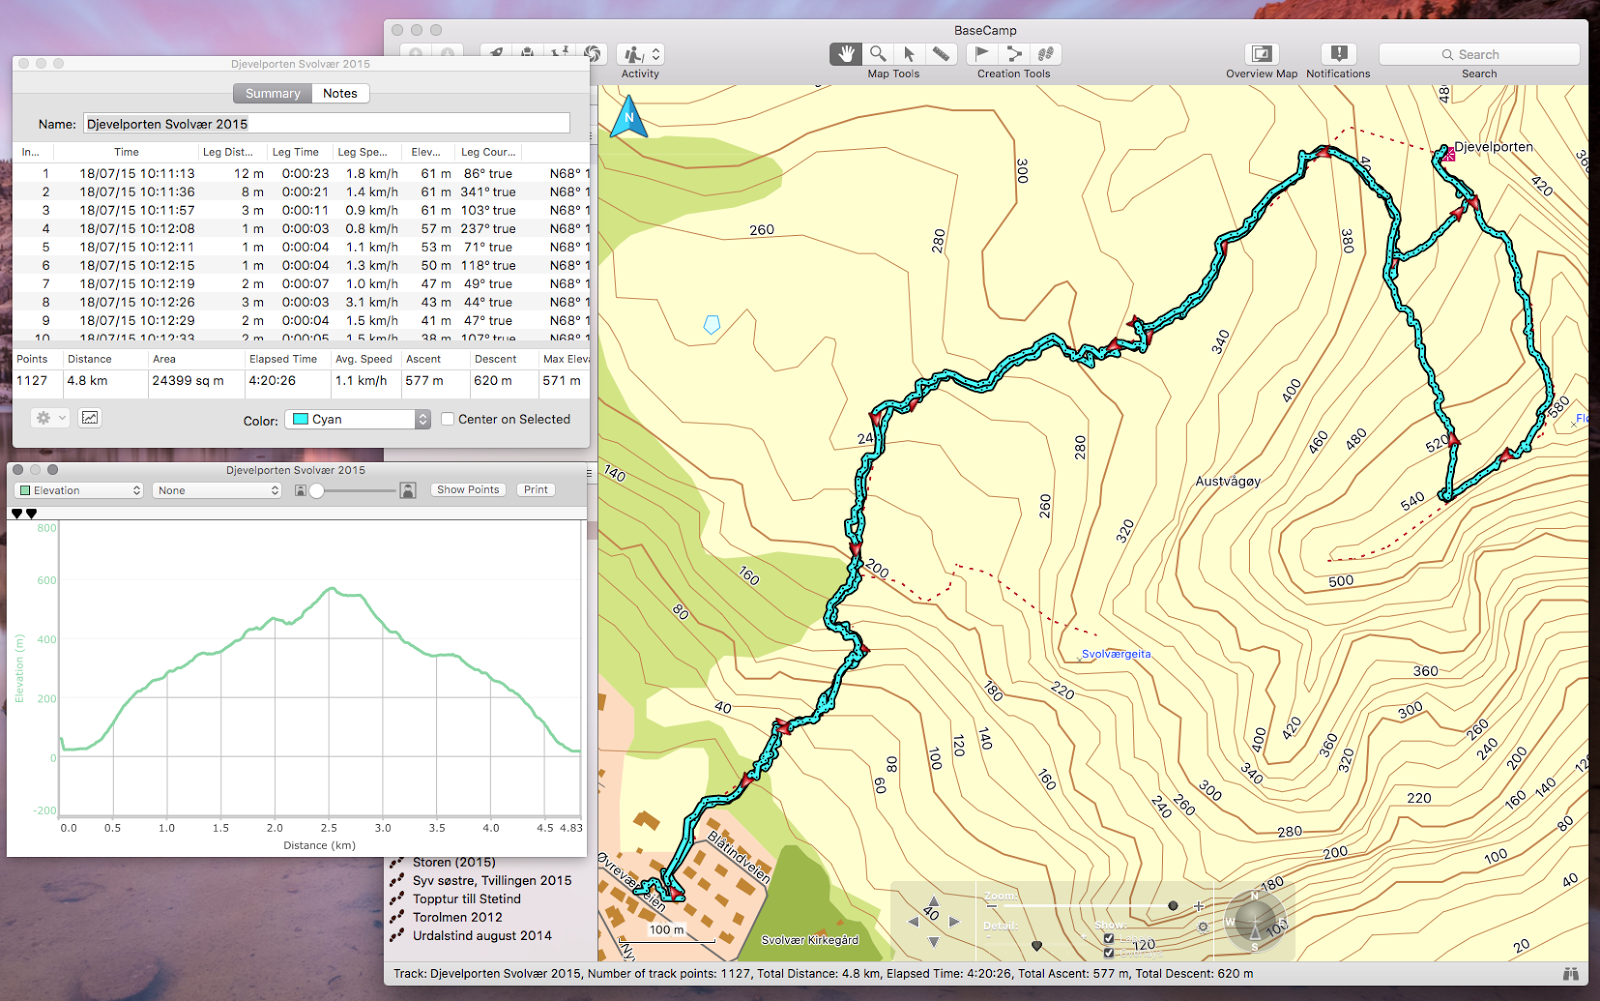 BaseCamp
Activity
Map Tools
Creation Tools
Overview Map
Notifications
Search
Search
Djevelporten Svolvær 2015
Summary
Notes
Name: Djevelporten Svolvær 2015
In... Time Leg Dist... Leg Time Leg Spe... Elev... Leg Cour...
1 18/07/15 10:11:13 12 m 0:00:23 1.8 km/h 61 m 86° true N68° 1
2 18/07/15 10:11:36 8 m 0:00:21 1.4 km/h 61 m 341° true N68° 1
3 18/07/15 10:11:57 3 m 0:00:11 0.9 km/h 61 m 103° true N68° 1
4 18/07/15 10:12:08 1 m 0:00:03 0.8 km/h 57 m 237° true N68° 1
5 18/07/15 10:12:11 1 m 0:00:04 1.1 km/h 53 m 71° true N68° 1
6 18/07/15 10:12:15 1 m 0:00:04 1.3 km/h 50 m 118° true N68° 1
7 18/07/15 10:12:19 2 m 0:00:07 1.0 km/h 47 m 49° true N68° 1
8 18/07/15 10:12:26 3 m 0:00:03 3.1 km/h 43 m 44° true N68° 1
9 18/07/15 10:12:29 2 m 0:00:04 1.5 km/h 41 m 47° true N68° 1
10 18/07/15 10:12:33 2 m 0:00:05 1.5 km/h 38 m 107° true N68° 1
Points Distance Area Elapsed Time Avg. Speed Ascent Descent Max Eleva
1127 4.8 km 24399 sq m 4:20:26 1.1 km/h 577 m 620 m 571 m
Color: Cyan
Center on Selected
Djevelporten Svolvær 2015
Elevation
None
Show Points
Print
800
600
400
200
0
-200
Elevation (m)
0.0 0.5 1.0 1.5 2.0 2.5 3.0 3.5 4.0 4.5 4.83
Distance (km)
Storen (2015)
Syv søstre, Tvillingen 2015
Topptur till Stetind
Torolmen 2012
Urdalstind august 2014
N
480
Djevelporten
300
420
260
280
380
340
400
240
280
460
480
520
580
140
Austvågøy
260
540
320
200
500
160
80
Svolværgeita
180
220
360
40
300
420
400
260
140
120
100
80
60
360
320
240
200
340
160
300
260
240
220
160
140
80
280
200
100
180
40
Blåtindveien
100 m
Svolvær Kirkegård
40
Zoom:
Detail:
Show:
N
W
E
S
100
120
20
Track: Djevelporten Svolvær 2015, Number of track points: 1127, Total Distance: 4.8 km, Elapsed Time: 4:20:26, Total Ascent: 577 m, Total Descent: 620 m